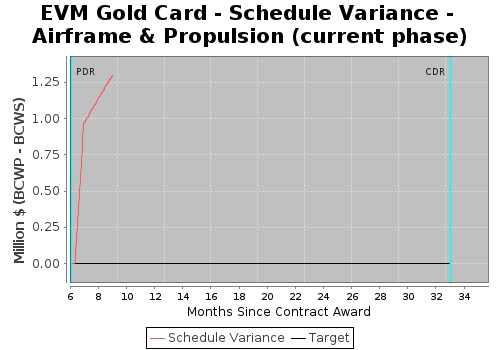 EVM Gold Card - Schedule Variance -
Airframe & Propulsion (current phase)
Million $ (BCWP - BCWS)
1.25
1.00
0.75
0.50
0.25
0.00
PDR
CDR
6 8 10 12 14 16 18 20 22 24 26 28 30 32 34
Months Since Contract Award
Schedule Variance Target